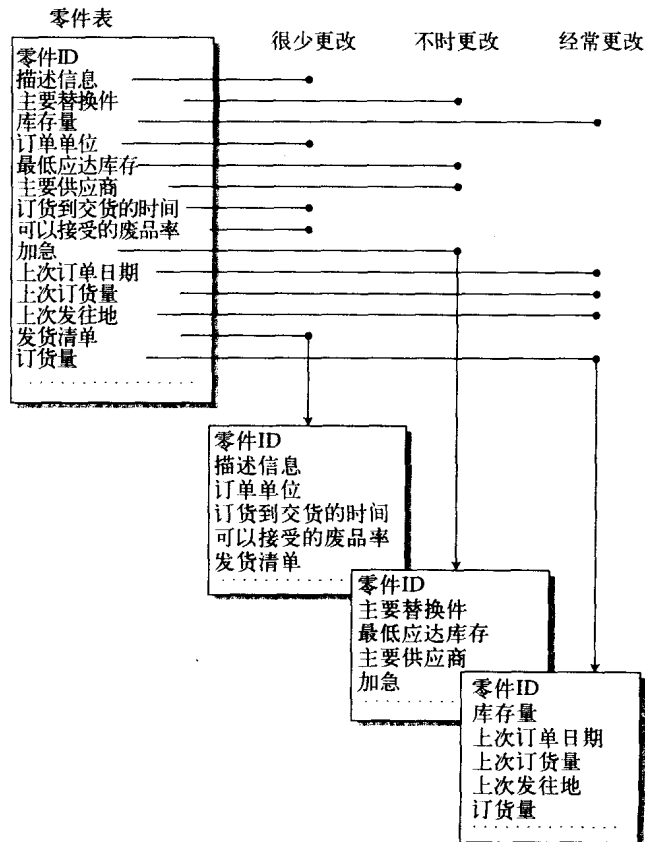 零件表
很少更改 不时更改 经常更改
零件ID
描述信息
主要替换件
库存量
订单单位
最低应达库存
主要供应商
订货到交货的时间
可以接受的废品率
加急
上次订单日期
上次订货量
上次发往地
发货清单
订货量
零件ID
描述信息
订单单位
订货到交货的时间
可以接受的废品率
发货清单
零件ID
主要替换件
最低应达库存
主要供应商
加急
零件ID
库存量
上次订单日期
上次订货量
上次发往地
订货量